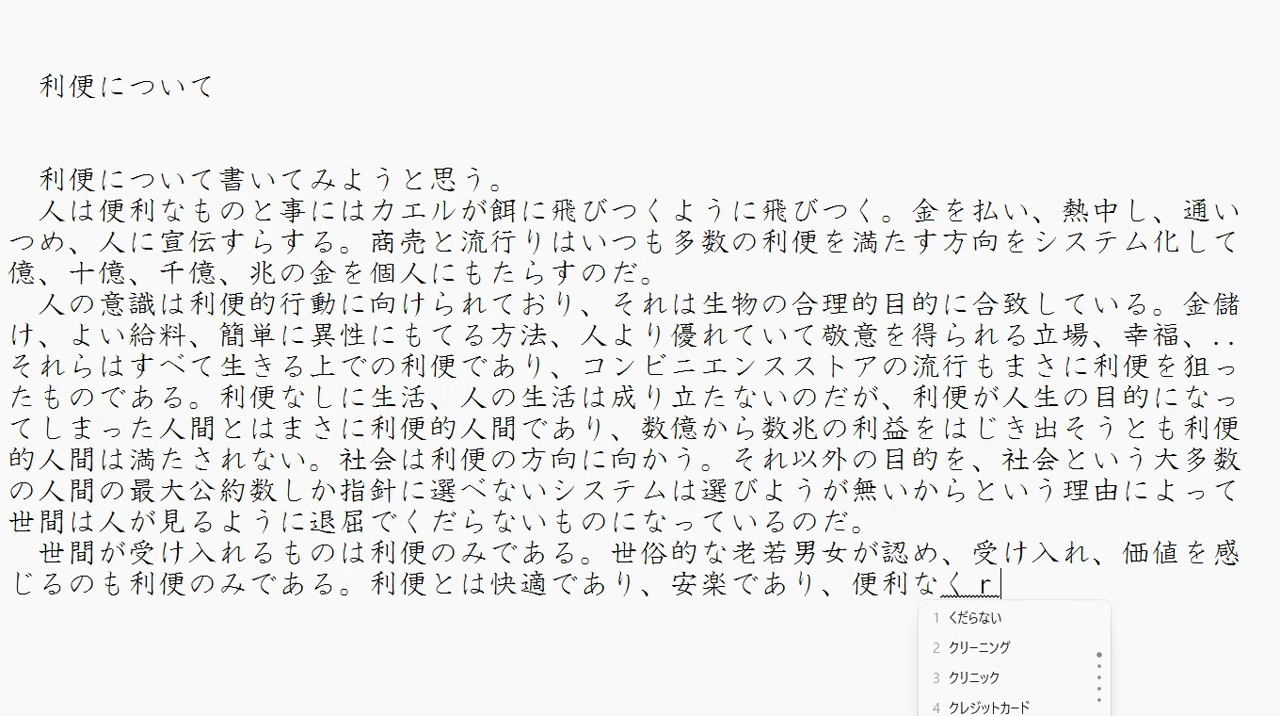 利便について
利便について書いてみようと思う。
人は便利なものと事にはカエルが餌に飛びつくように飛びつく。金を払い、熱中し、通い
つめ、人に宣伝すらする。商売と流行りはいつも多数の利便を満たす方向をシステム化して
億、十億、千億、兆の金を個人にもたらすのだ。
人の意識は利便的行動に向けられており、それは生物の合理的目的に合致している。金儲
け、よい給料、簡単に異性にもてる方法、人より優れていて敬意を得られる立場、幸福、..
それらはすべて生きる上での利便であり、コンビニエンスストアの流行もまさに利便を狙っ
たものである。利便なしに生活、人の生活は成り立たないのだが、利便が人生の目的になっ
てしまった人間とはまさに利便的人間であり、数億から数兆の利益をはじき出そうとも利便
的人間は満たされない。社会は利便の方向に向かう。それ以外の目的を、社会という大多数
の人間の最大公約数しか指針に選べないシステムは選びようが無いからという理由によって
世間は人が見るように退屈でくだらないものになっているのだ。
世間が受け入れるものは利便のみである。世俗的な老若男女が認め、受け入れ、価値を感
じるのも利便のみである。利便とは快適であり、安楽であり、便利なくｒ
1 くだらない
2 クリーニング
3 クリニック
4 クレジットカード